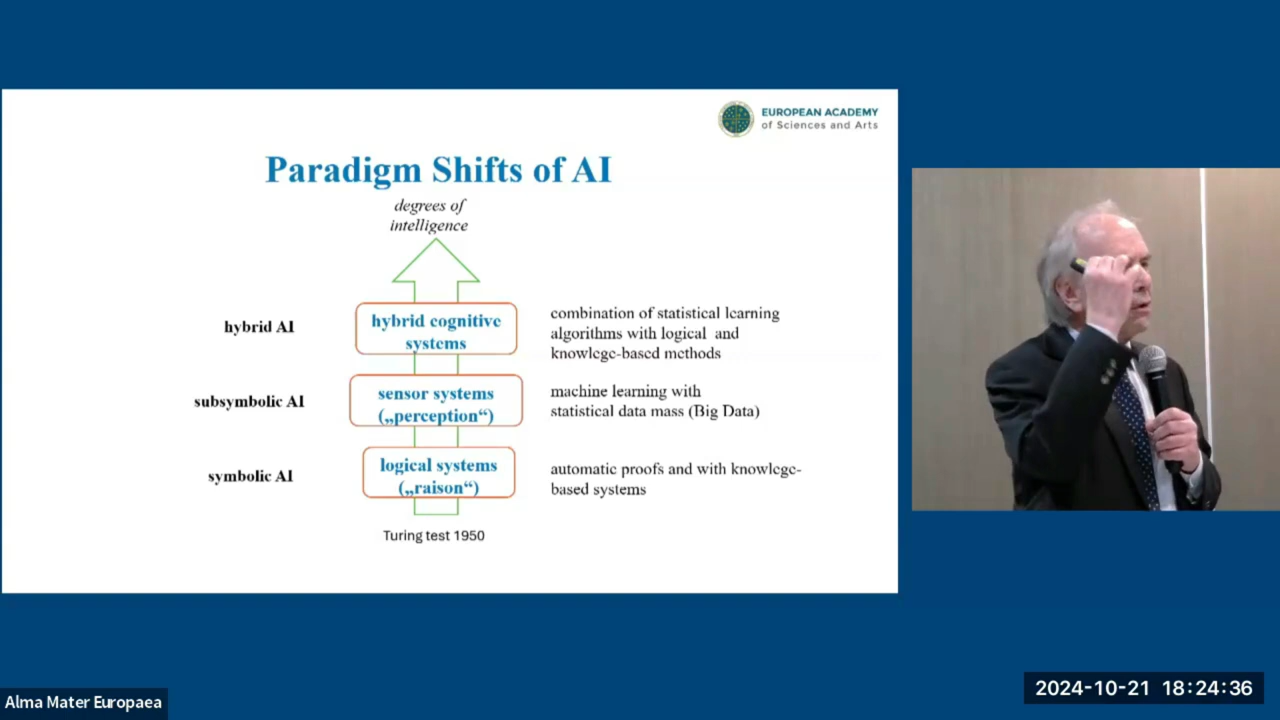 EUROPEAN ACADEMY
of Sciences and Arts
Paradigm Shifts of AI
degrees of
intelligence
hybrid AI
hybrid cognitive
systems
combination of statistical learning
algorithms with logical and
knowlege-based methods
subsymbolic AI
sensor systems
(„perception“)
machine learning with
statistical data mass (Big Data)
symbolic AI
logical systems
(„raison“)
automatic proofs and with knowlege-
based systems
Turing test 1950
Alma Mater Europaea
2024-10-21 18:24:36